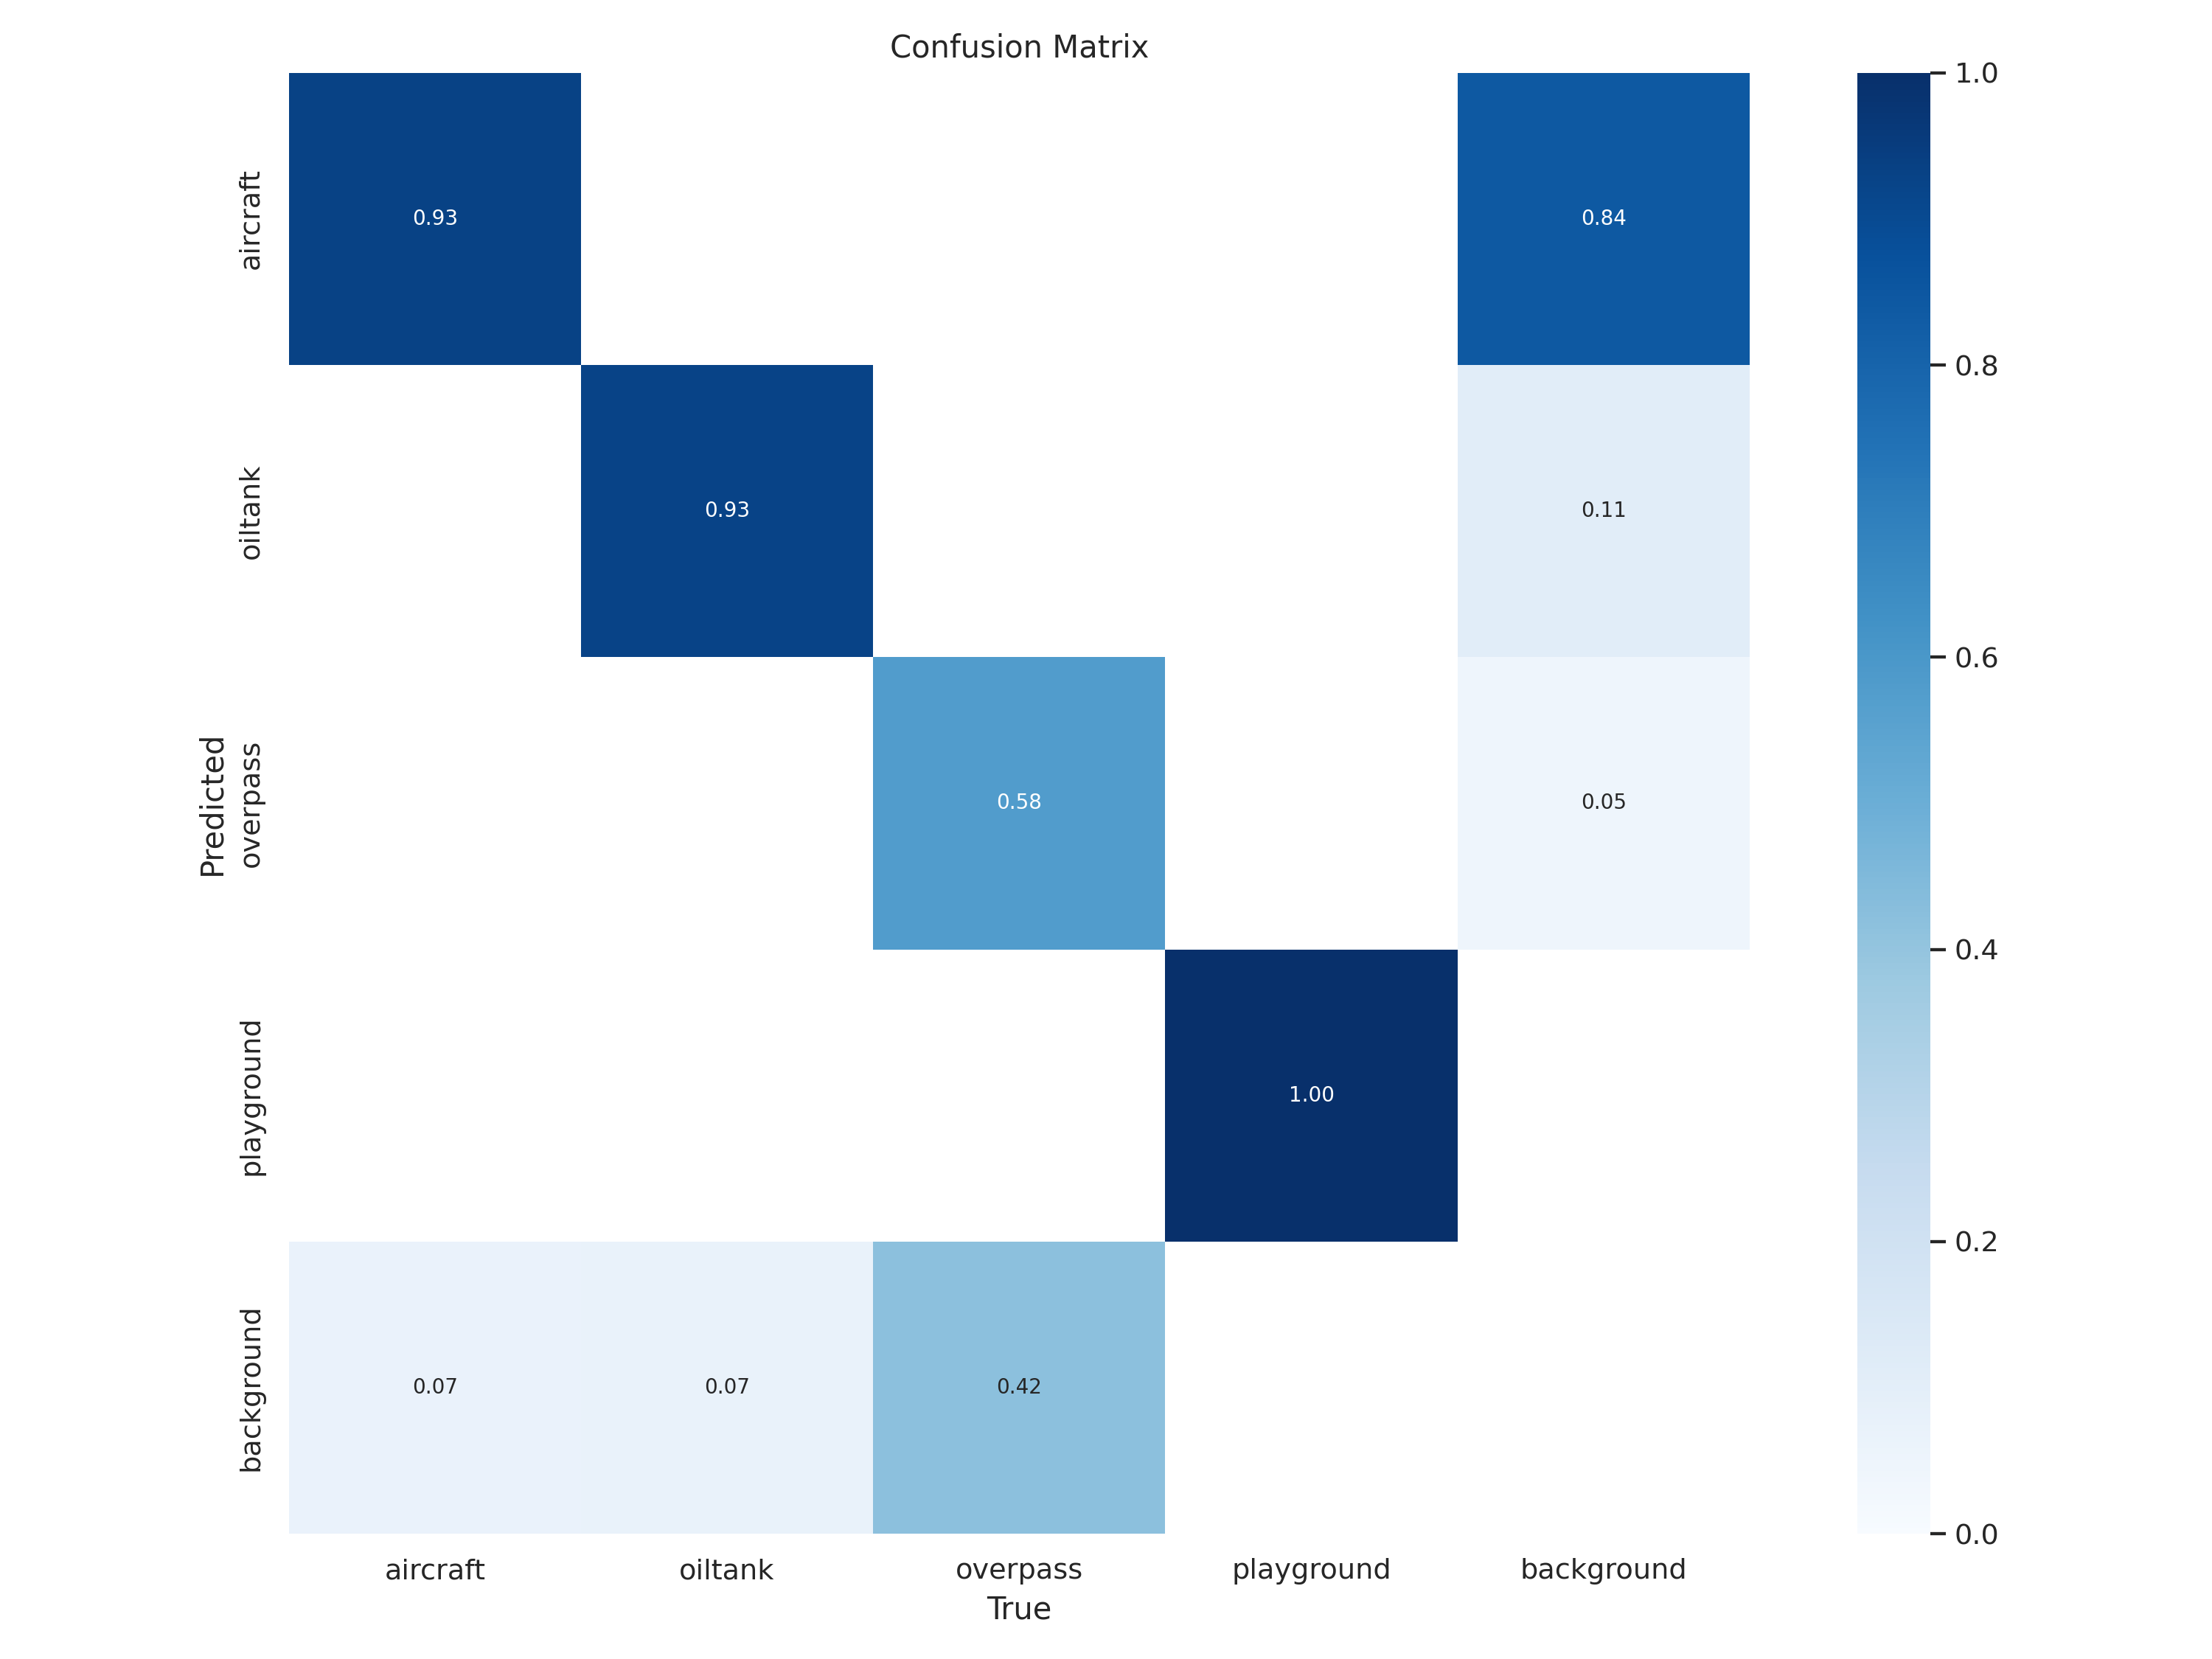 Confusion Matrix
aircraft
0.93
0.84
oiltank
0.93
0.11
Predicted
overpass
0.58
0.05
playground
1.00
background
0.07
0.07
0.42
aircraft
oiltank
overpass
playground
background
True
1.0
0.8
0.6
0.4
0.2
0.0